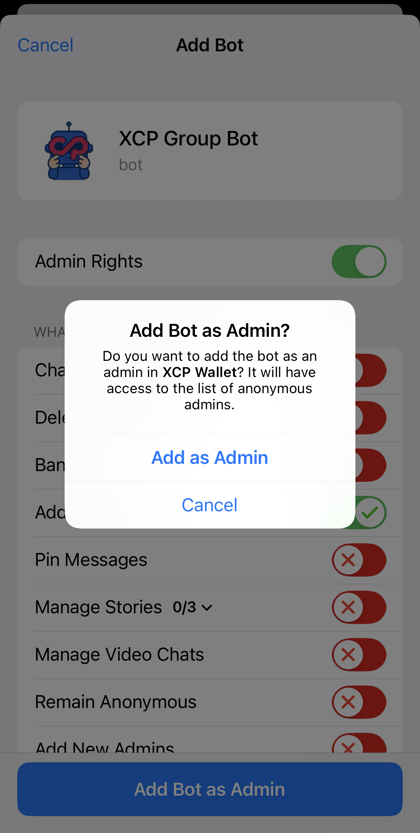 Cancel
Add Bot
XCP Group Bot
bot
Admin Rights
WHA
Add Bot as Admin?
Do you want to add the bot as an
admin in XCP Wallet? It will have
access to the list of anonymous
admins.
Add as Admin
Cancel
Cha
Dele
Ban
Add
Pin Messages
Manage Stories 0/3
Manage Video Chats
Remain Anonymous
Add New Admins
Add Bot as Admin